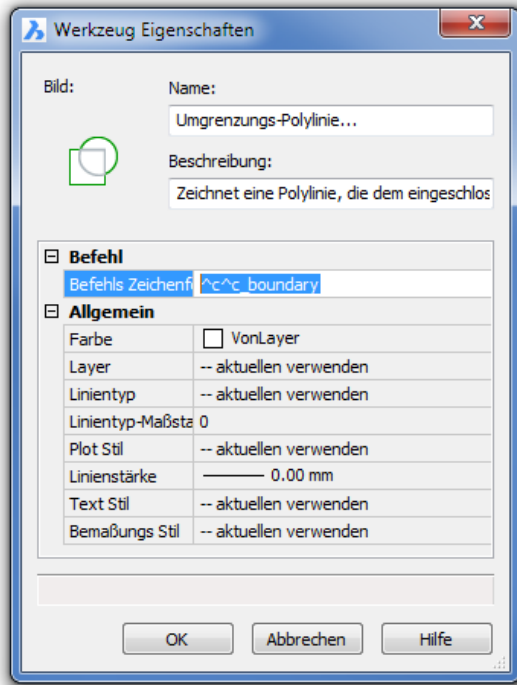 Werkzeug Eigenschaften
Bild:
Name:
Umgrenzungs-Polylinie...
Beschreibung:
Zeichnet eine Polylinie, die dem eingeschlos
Befehl
Befehls Zeichenf ^c^c_boundary
Allgemein
Farbe VonLayer
Layer -- aktuellen verwenden
Linientyp -- aktuellen verwenden
Linientyp-Maßsta 0
Plot Stil -- aktuellen verwenden
Linienstärke 0.00 mm
Text Stil -- aktuellen verwenden
Bemaßungs Stil -- aktuellen verwenden
OK Abbrechen Hilfe